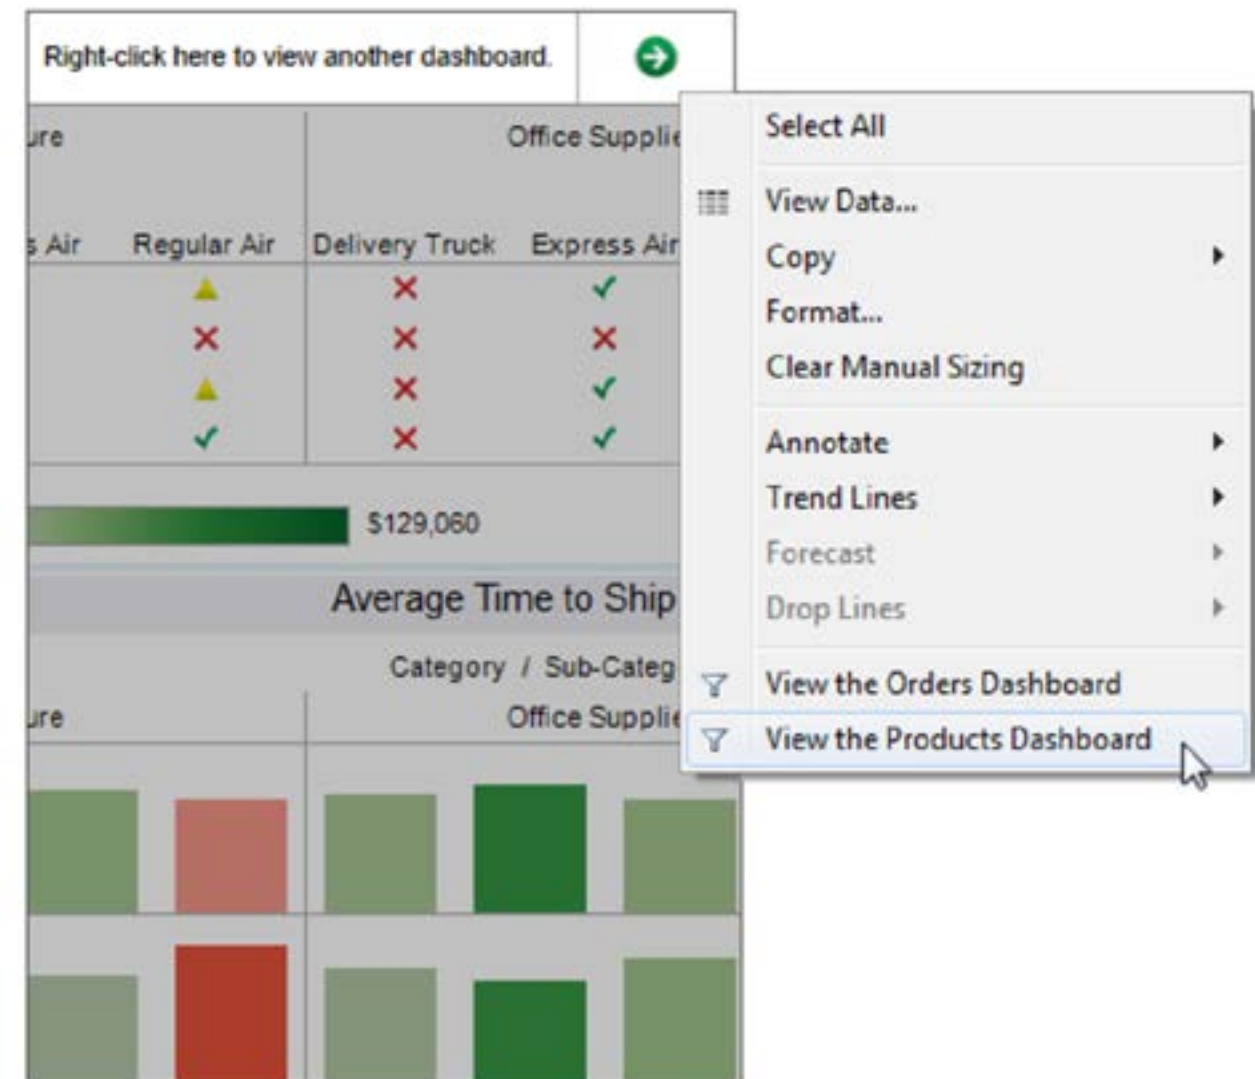 Right-click here to view another dashboard.
ure Office Supplie
s Air Regular Air Delivery Truck Express Air
$129,060
Average Time to Ship
Category / Sub-Categ
ure Office Supplie
Select All
View Data...
Copy
Format...
Clear Manual Sizing
Annotate
Trend Lines
Forecast
Drop Lines
View the Orders Dashboard
View the Products Dashboard